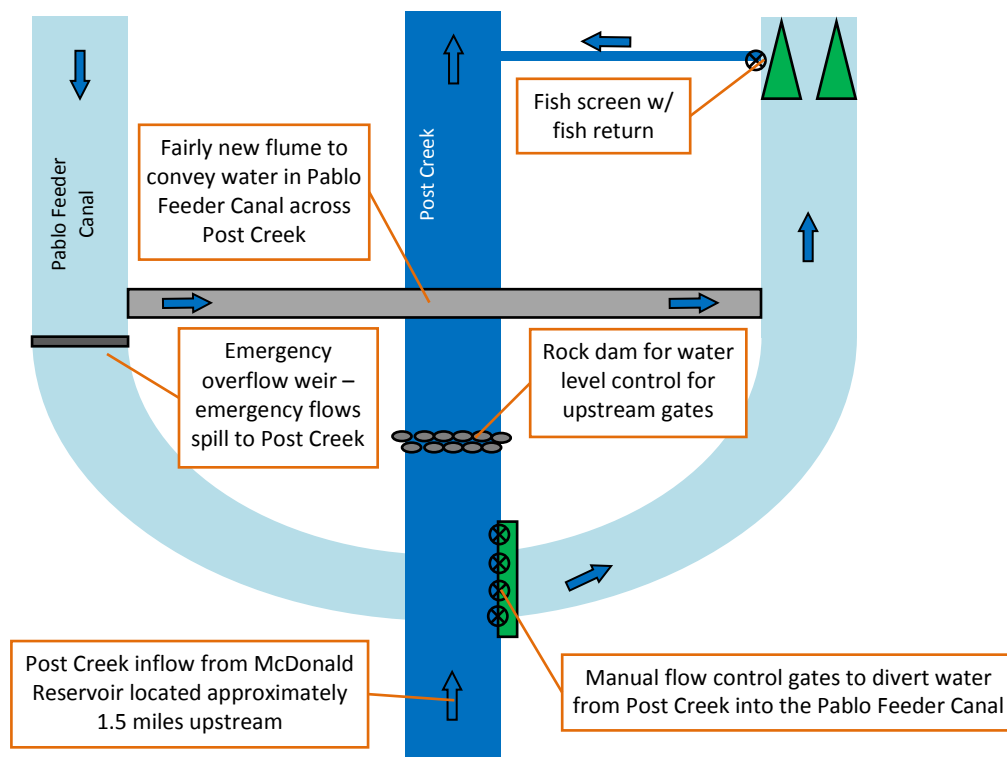 Pablo Feeder
Canal
Post Creek
Fish screen w/
fish return
Fairly new flume to
convey water in Pablo
Feeder Canal across
Post Creek
Emergency
overflow weir –
emergency flows
spill to Post Creek
Rock dam for water
level control for
upstream gates
Post Creek inflow from McDonald
Reservoir located approximately
1.5 miles upstream
Manual flow control gates to divert water
from Post Creek into the Pablo Feeder Canal